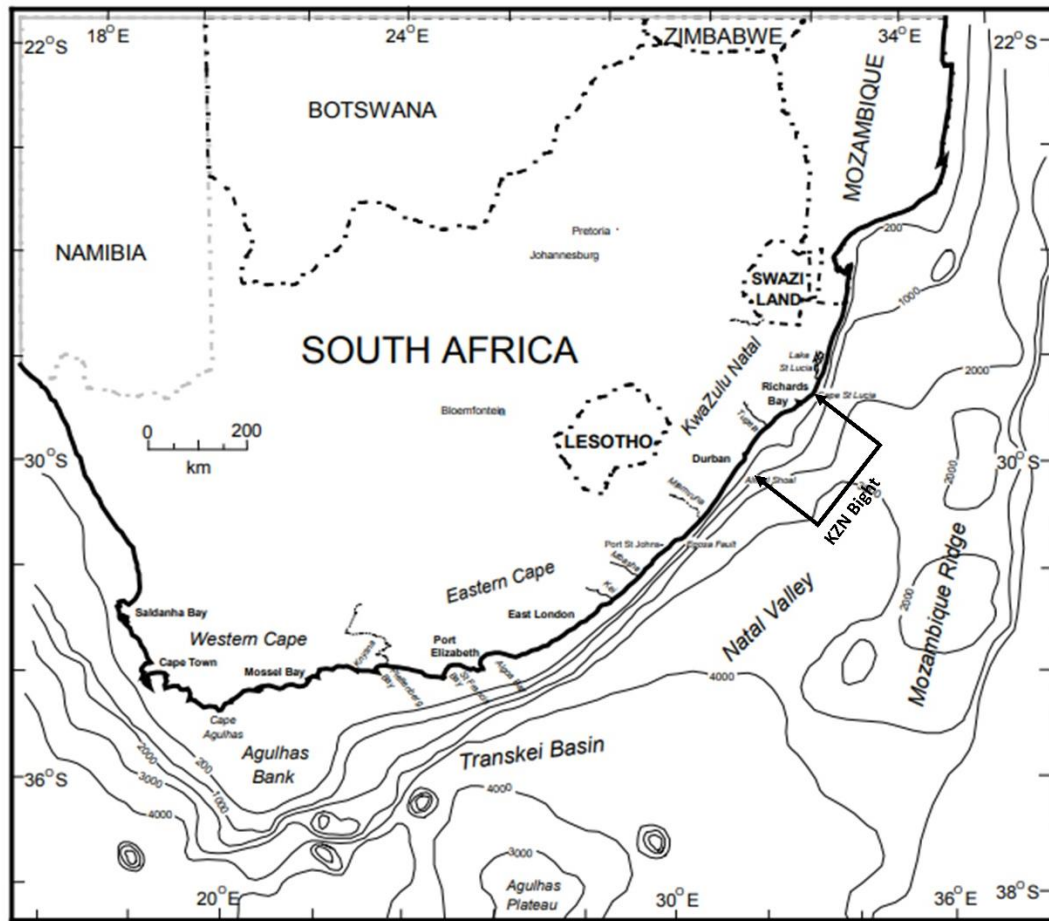 18°E
24°E
ZIMBABWE
34°E
22°S
22°S
BOTSWANA
MOZAMBIQUE
Pretoria
Johannesburg
NAMIBIA
200
SWAZI
LAND
1000
SOUTH AFRICA
KwaZulu Natal
Lake
St Lucia
2000
Richards
Bay
Cape St Lucia
Bloemfontein
Tugela
0 200
km
LESOTHO
2000
30°S
Durban
30°S
Aliwal Shoal
KZN Bight
Port St Johns
Egosa Fault
Mbashe
Kei
Eastern Cape
Natal Valley
Mozambique Ridge
2000
Saldanha Bay
East London
Western Cape
Port
Elizabeth
Cape Town
Mossel Bay
Knysna
Plettenberg
Bay
St Francis
Bay
Algoa Bay
4000
Cape
Agulhas
Agulhas
Bank
Transkei Basin
200
1000
2000
3000
4000
36°S
4000
3000
Agulhas
Plateau
20°E
30°E
36°E
38°S